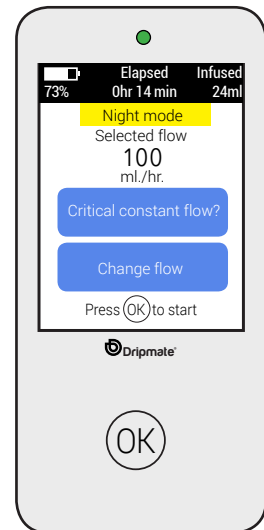 Elapsed Infused
73% 0hr 14 min 24ml
Night mode
Selected flow
100
ml./hr.
Critical constant flow?
Change flow
Press OK to start
Dripmate
OK